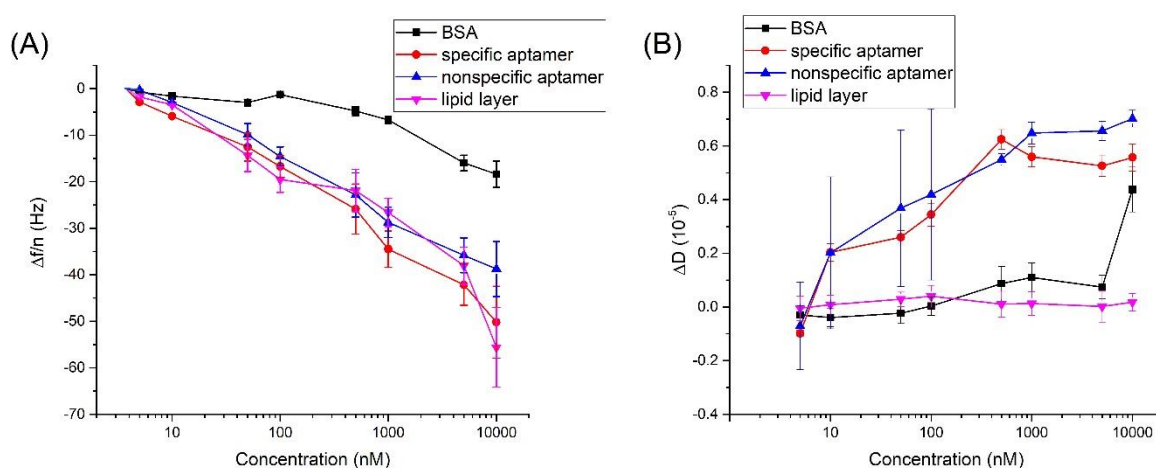 (A)
BSA
specific aptamer
nonspecific aptamer
lipid layer
0
-10
-20
-30
-40
-50
-60
-70
Δf/n (Hz)
10
100
1000
10000
Concentration (nM)
(B)
BSA
specific aptamer
nonspecific aptamer
lipid layer
0.8
0.6
0.4
0.2
0.0
-0.2
-0.4
ΔD (10⁻⁵)
10
100
1000
10000
Concentration (nM)